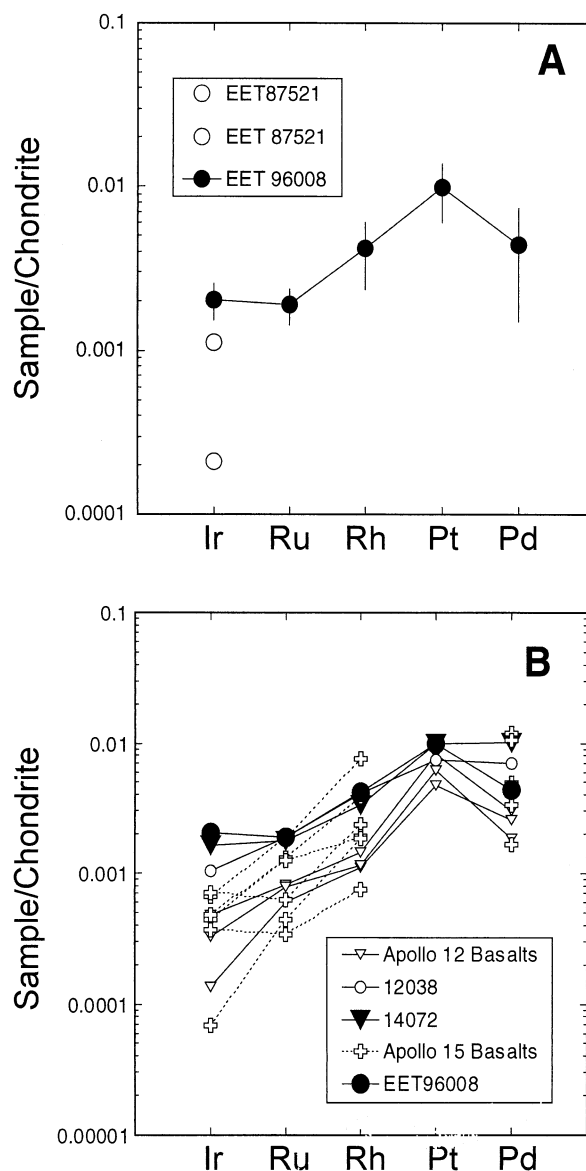 0.1
A
EET87521
EET 87521
EET 96008
0.01
Sample/Chondrite
0.001
0.0001
Ir Ru Rh Pt Pd
0.1
B
0.01
Sample/Chondrite
0.001
0.0001
Apollo 12 Basalts
12038
14072
Apollo 15 Basalts
EET96008
0.00001
Ir Ru Rh Pt Pd